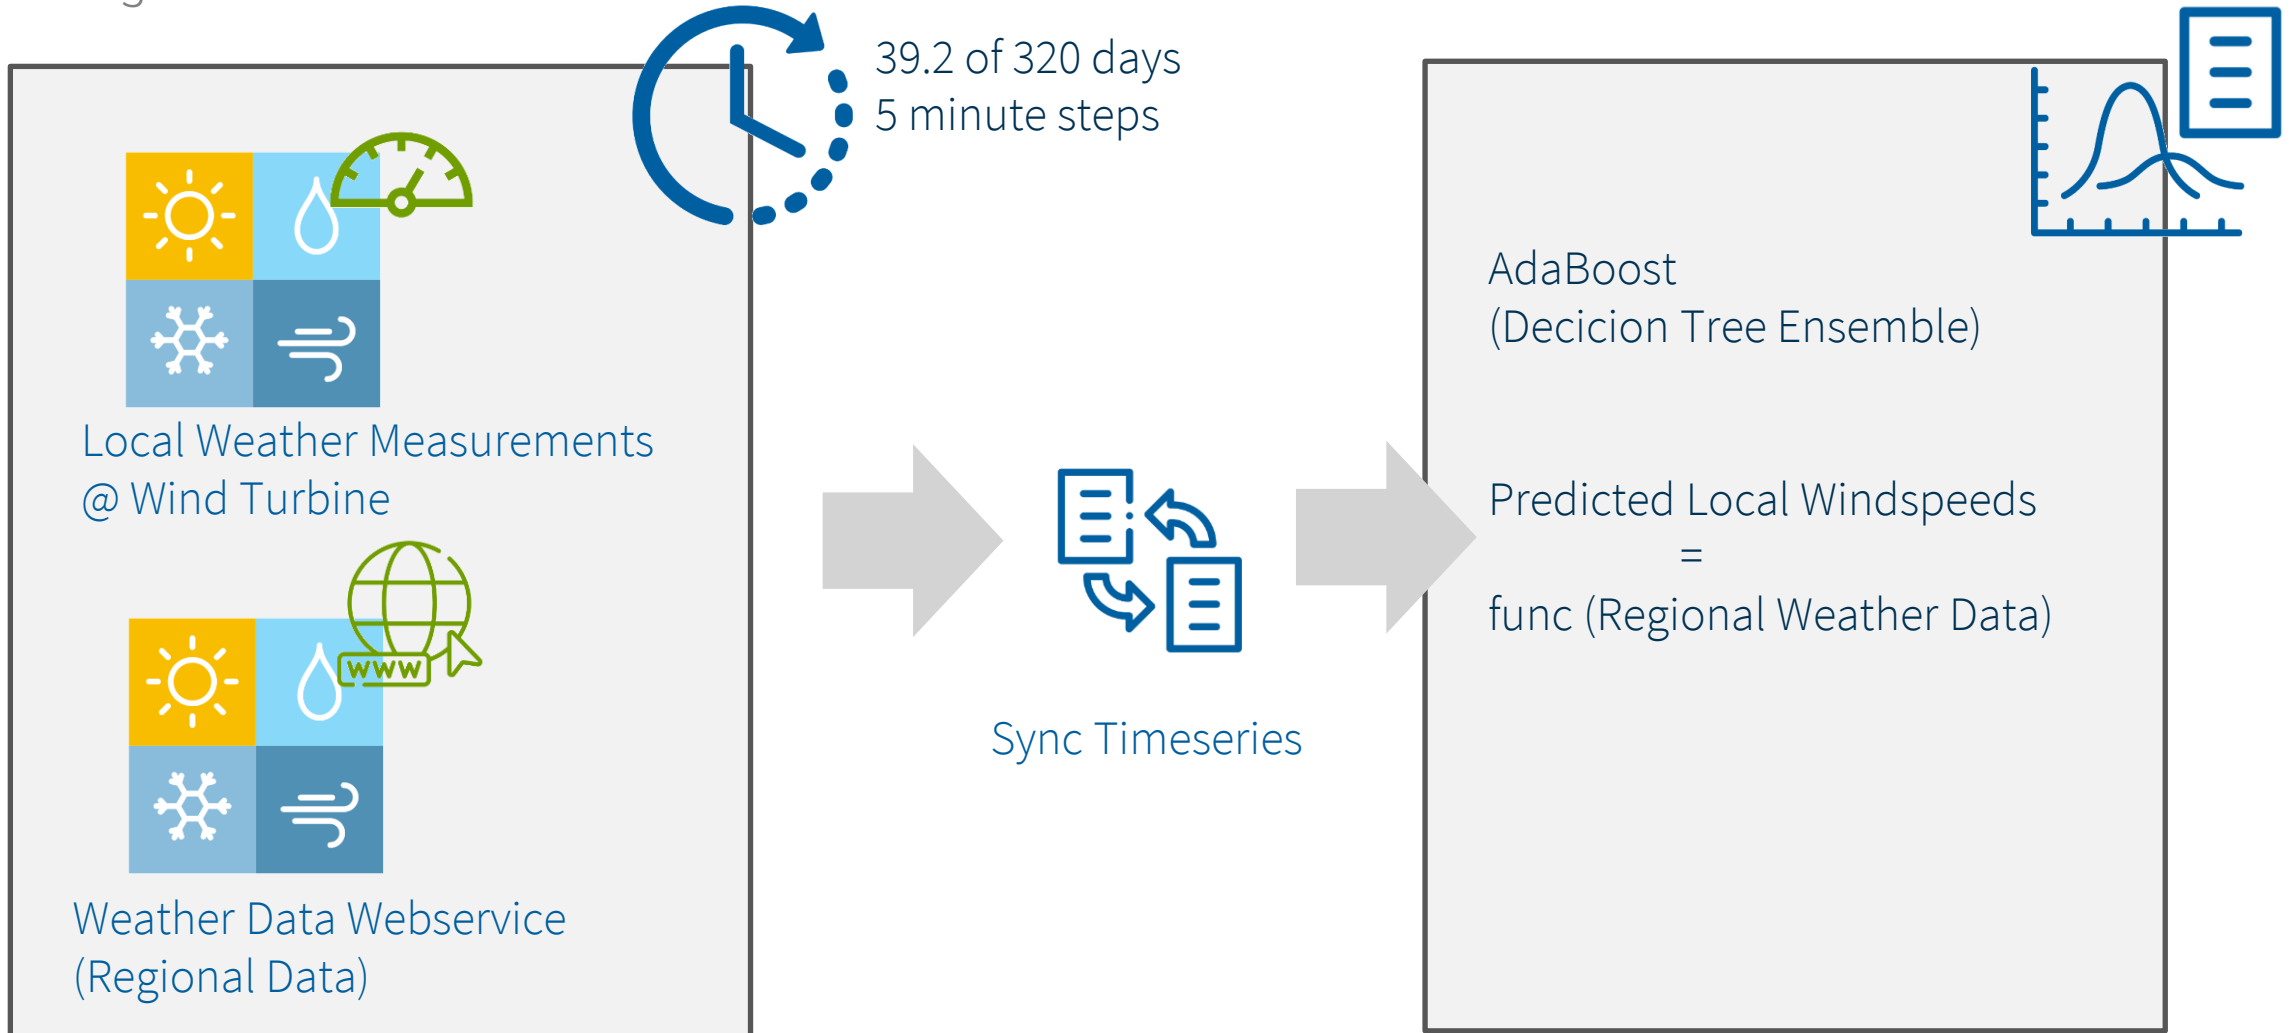 39.2 of 320 days
5 minute steps
Local Weather Measurements
@ Wind Turbine
www
Weather Data Webservice
(Regional Data)
Sync Timeseries
AdaBoost
(Decicion Tree Ensemble)
Predicted Local Windspeeds
=
func (Regional Weather Data)